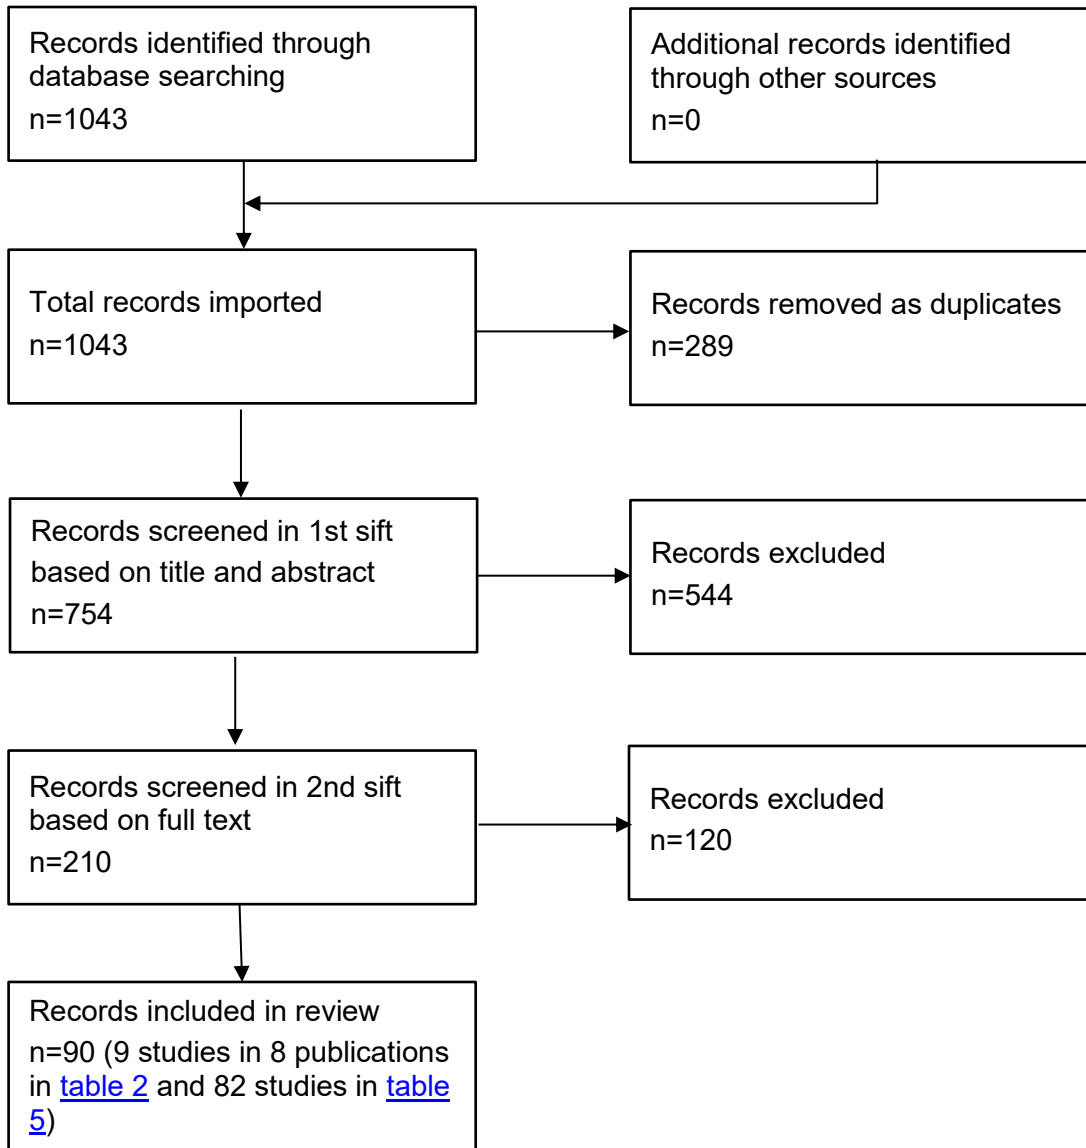 Records identified through
database searching
n=1043
Additional records identified
through other sources
n=0
Total records imported
n=1043
Records removed as duplicates
n=289
Records screened in 1st sift
based on title and abstract
n=754
Records excluded
n=544
Records screened in 2nd sift
based on full text
n=210
Records excluded
n=120
Records included in review
n=90 (9 studies in 8 publications
in table 2 and 82 studies in table
5)